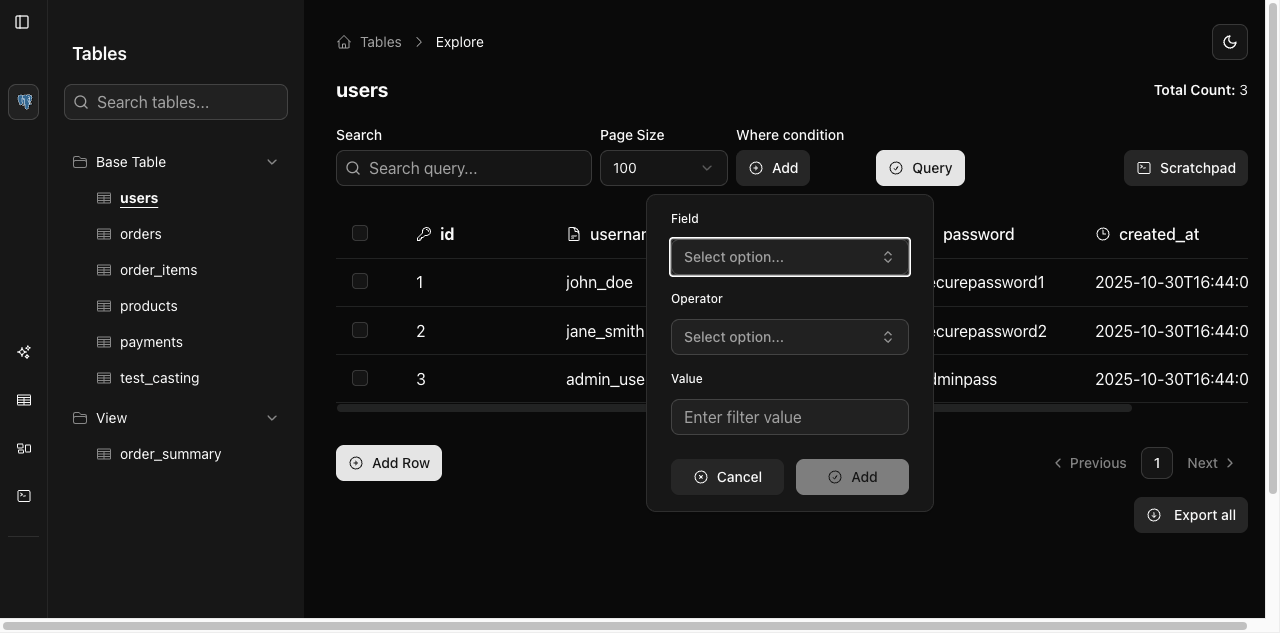 Tables
Search tables...
Base Table
users
orders
order_items
products
payments
test_casting
View
order_summary
Tables > Explore
users
Total Count: 3
Search
Page Size
Where condition
Search query...
100
Add
Query
Scratchpad
id
password
created_at
1
john_doe
ecurepassword1
2025-10-30T16:44:0
2
jane_smith
ecurepassword2
2025-10-30T16:44:0
3
admin_use
dminpass
2025-10-30T16:44:0
Field
Select option...
Operator
Select option...
Value
Enter filter value
Cancel
Add
Add Row
Previous
1
Next
Export all